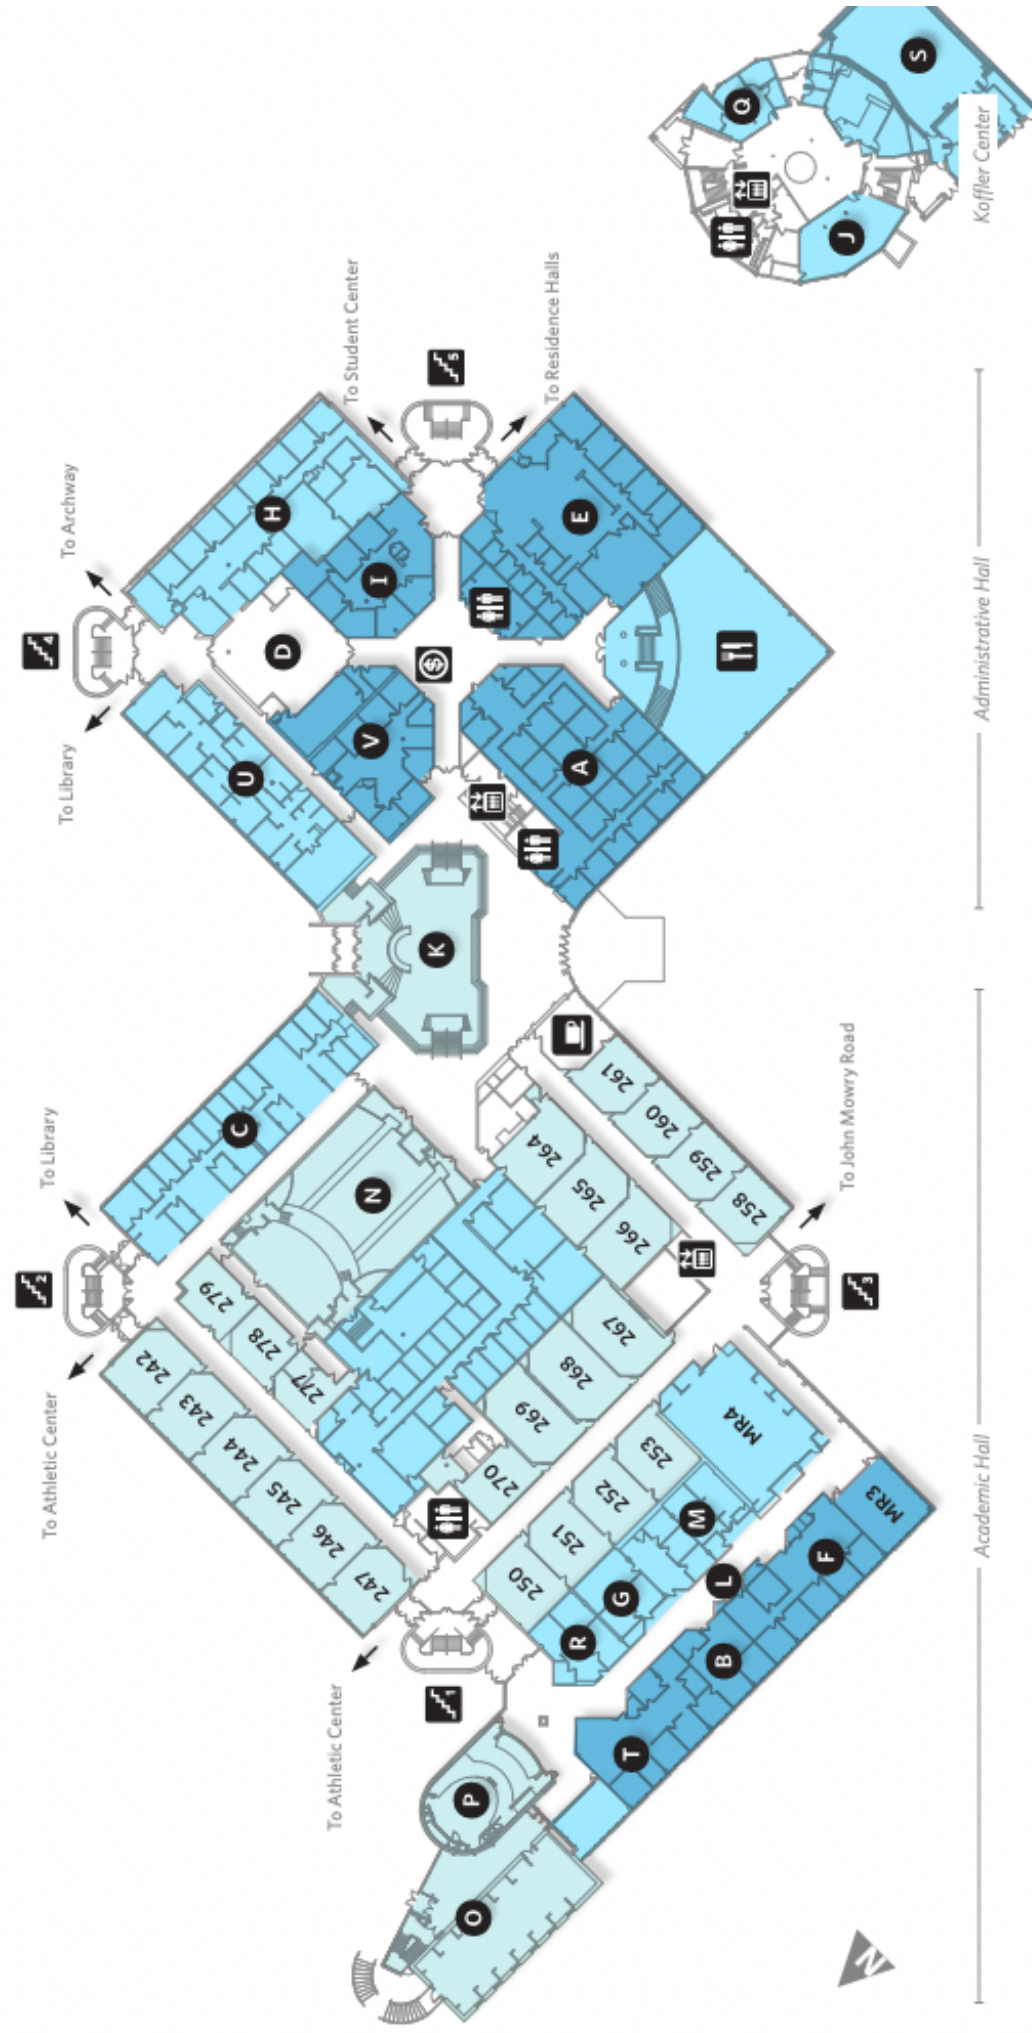 S
Q
J
Koffler Center
To Student Center
5
To Residence Halls
To Archway
H
I
E
4
D
To Library
U
V
A
Administrative Hall
K
261
260
259
258
To John Mowry Road
264
265
266
C
N
To Library
2
3
279
278
277
242
243
244
245
246
247
To Athletic Center
267
268
269
270
253
252
251
250
MR4
MR3
M
G
R
F
L
B
T
1
To Athletic Center
P
O
N
Academic Hall